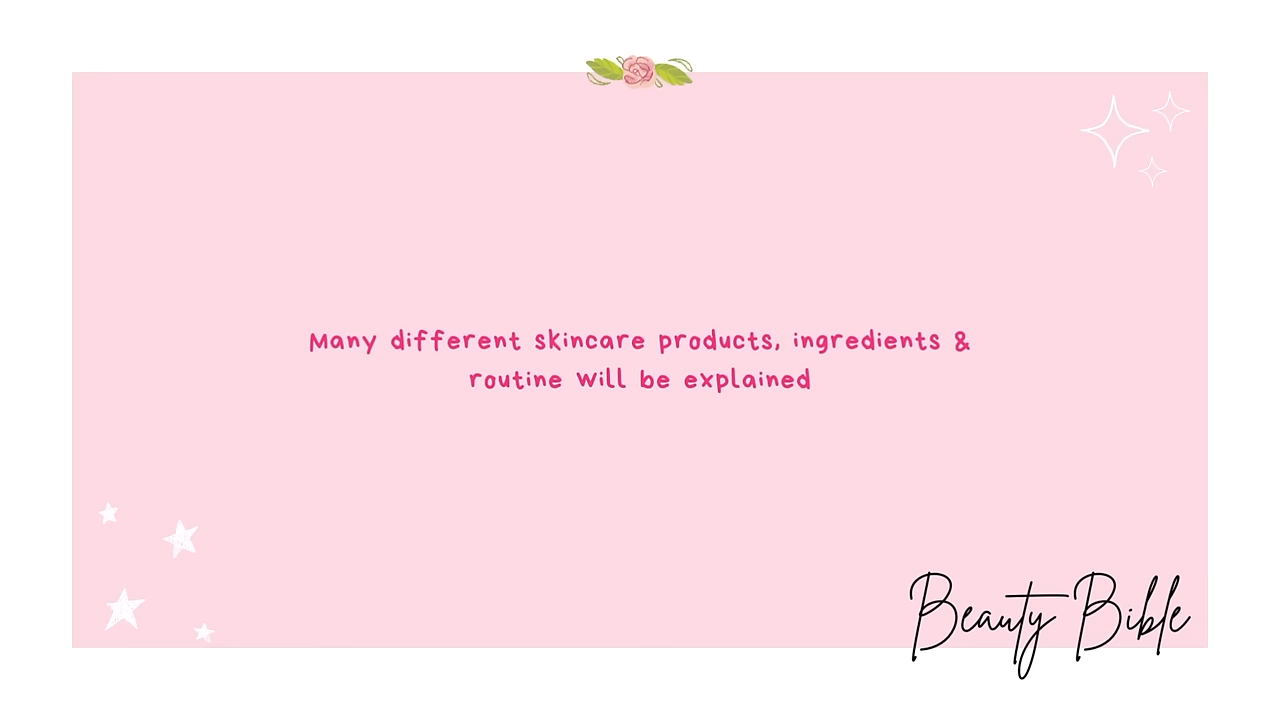 Many different skincare products, ingredients &
routine will be explained
Beauty Bible